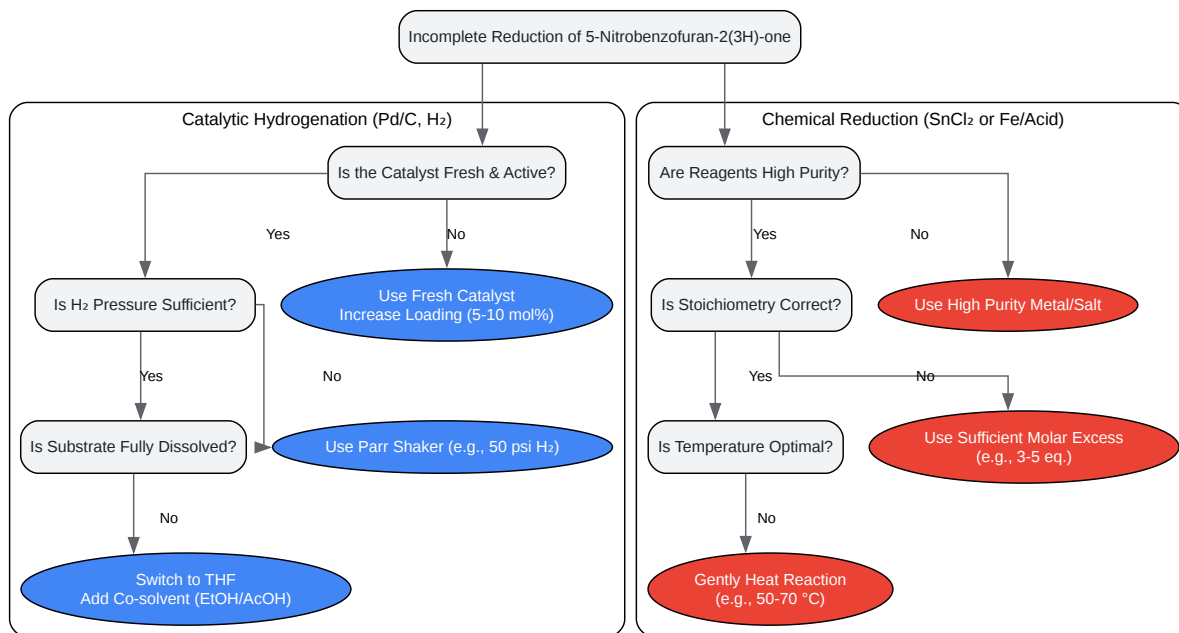 Incomplete Reduction of 5-Nitrobenzofuran-2(3H)-one
Catalytic Hydrogenation (Pd/C, H₂)
Is the Catalyst Fresh & Active?
Yes
No
Is H₂ Pressure Sufficient?
Use Fresh Catalyst
Increase Loading (5-10 mol%)
Yes
No
Is Substrate Fully Dissolved?
Use Parr Shaker (e.g., 50 psi H₂)
No
Switch to THF
Add Co-solvent (EtOH/AcOH)
Chemical Reduction (SnCl₂ or Fe/Acid)
Are Reagents High Purity?
Yes
No
Is Stoichiometry Correct?
Use High Purity Metal/Salt
Yes
No
Is Temperature Optimal?
Use Sufficient Molar Excess
(e.g., 3-5 eq.)
No
Gently Heat Reaction
(e.g., 50-70 °C)